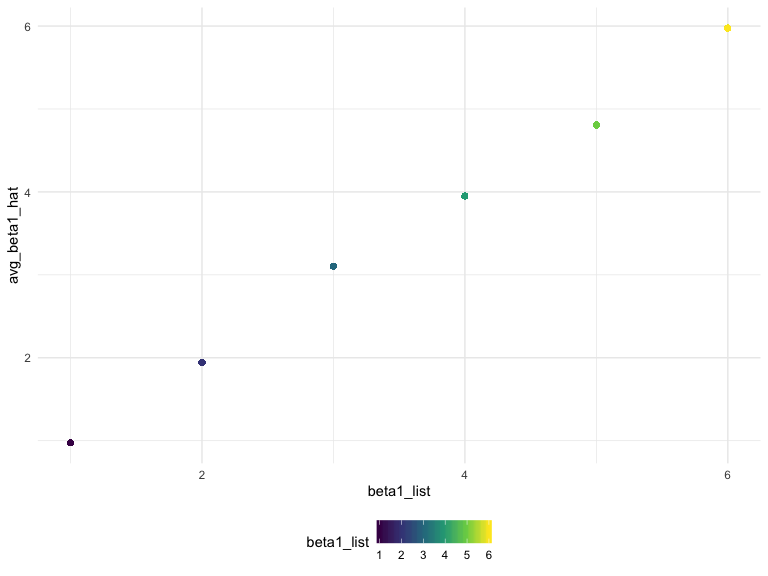 6
4
2
avg_beta1_hat
2 4 6
beta1_list
beta1_list
1 2 3 4 5 6